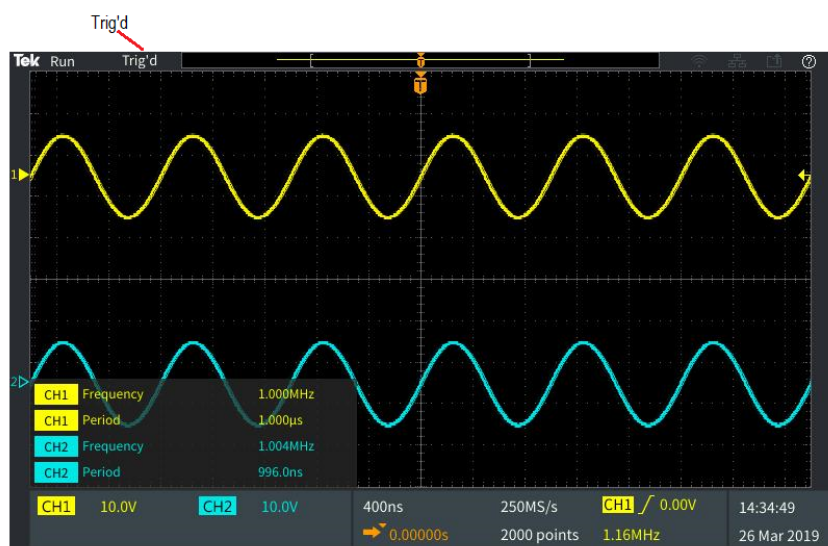 Trig'd
Tek Run Trig'd
T
T
1
2
CH1 Frequency 1.000MHz
CH1 Period 1.000µs
CH2 Frequency 1.004MHz
CH2 Period 996.0ns
CH1 10.0V CH2 10.0V 400ns 250MS/s CH1 0.00V 14:34:49
0.00000s 2000 points 1.16MHz 26 Mar 2019